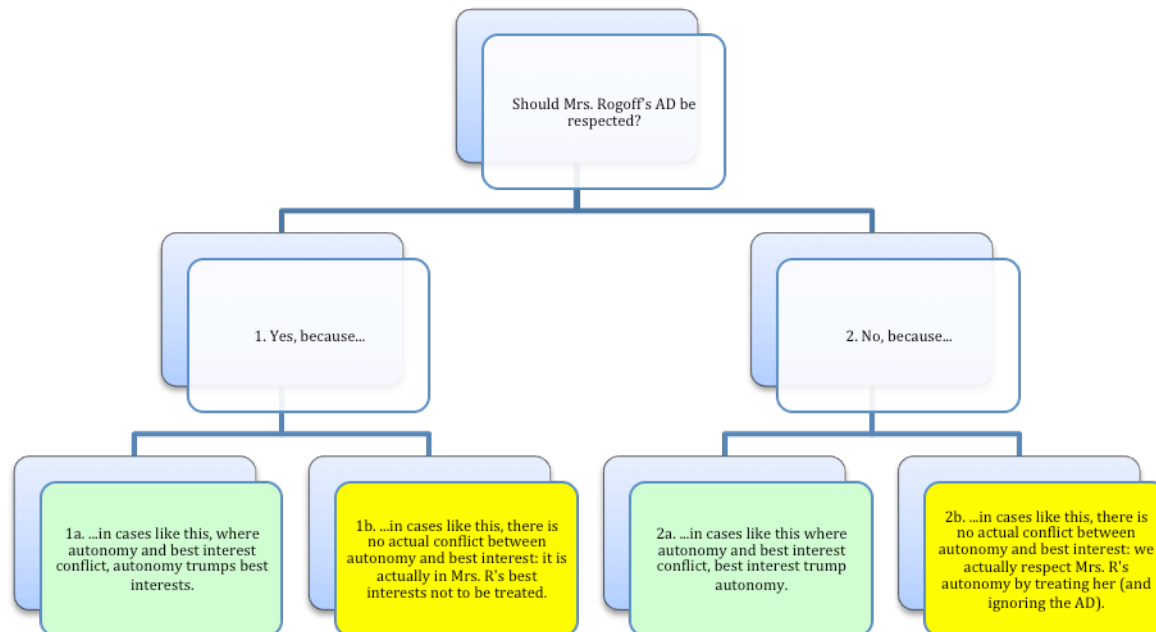 Should Mrs. Rogoff's AD be
respected?
1. Yes, because...
2. No, because...
1a. ...in cases like this, where
autonomy and best interest
conflict, autonomy trumps best
interests.
1b. ...in cases like this, there is
no actual conflict between
autonomy and best interest: it is
actually in Mrs. R's best
interests not to be treated.
2a. ...in cases like this where
autonomy and best interest
conflict, best interest trump
autonomy.
2b. ...in cases like this, there is
no actual conflict between
autonomy and best interest: we
actually respect Mrs. R's
autonomy by treating her (and
ignoring the AD).